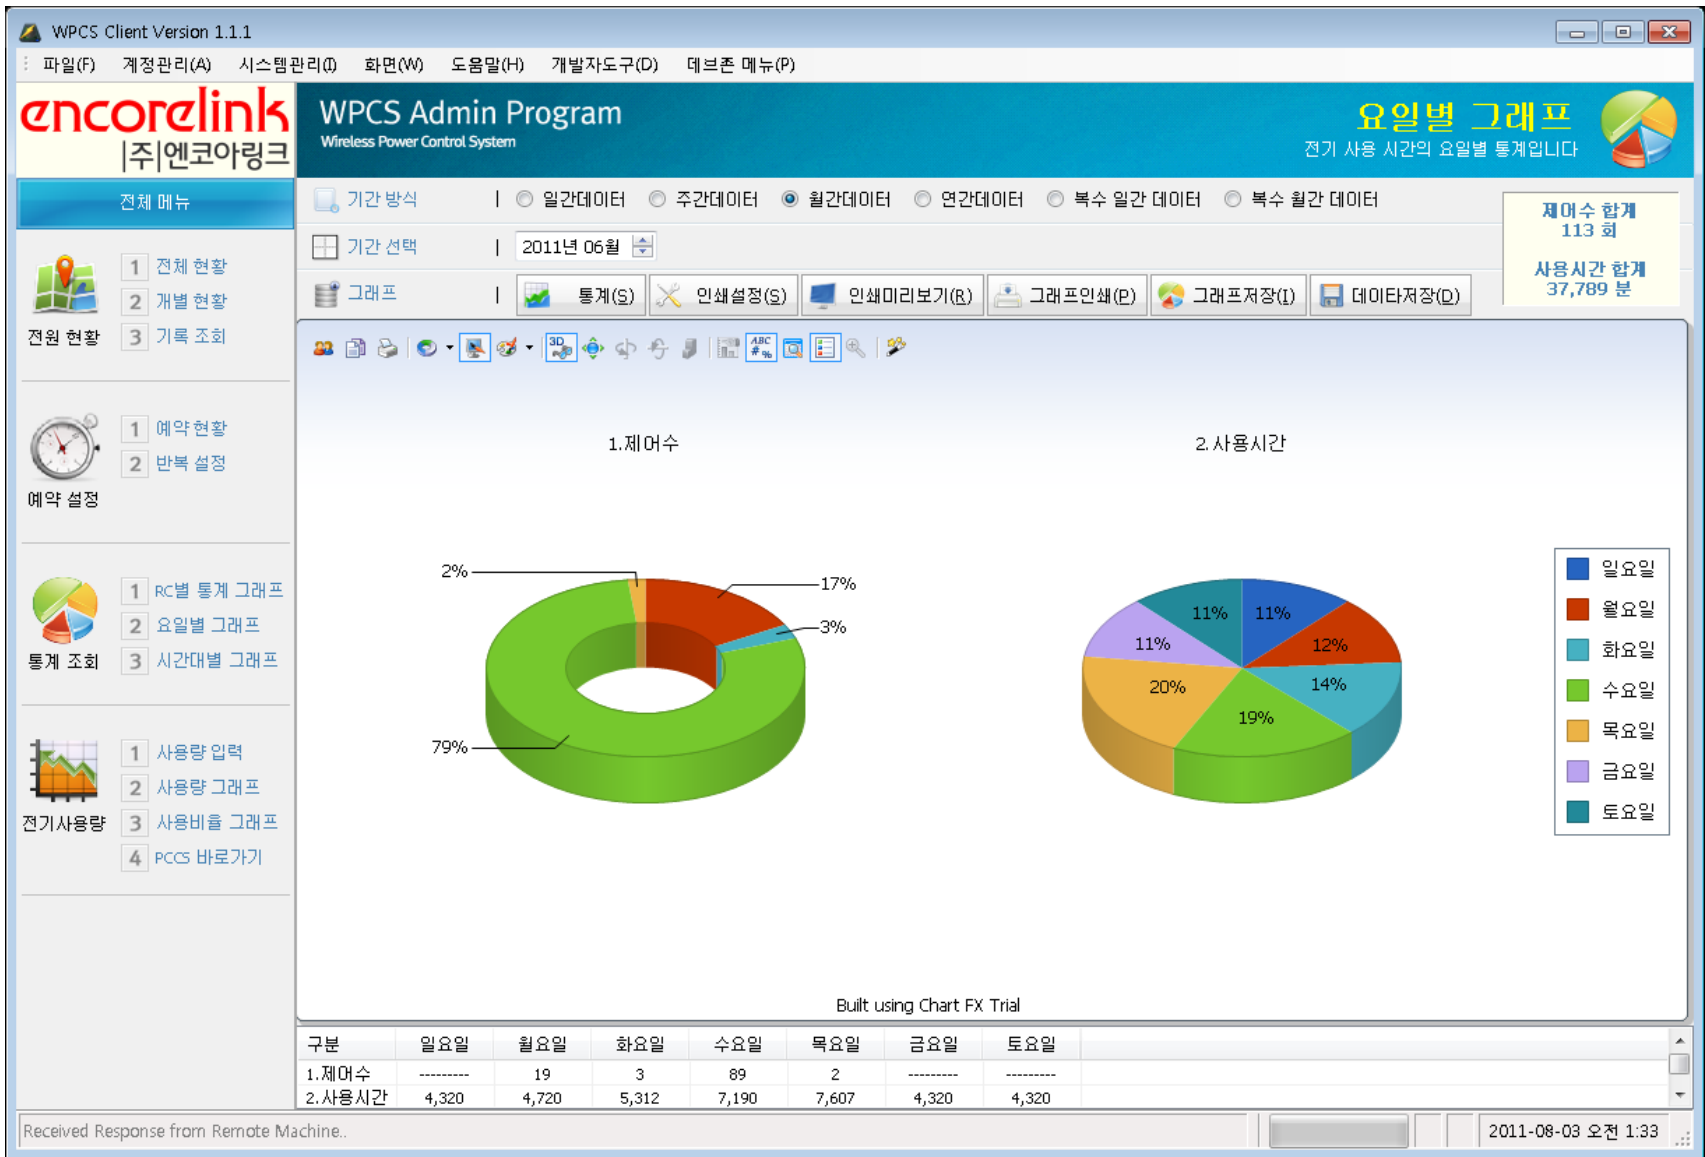 WPCS Client Version 1.1.1
파일(F) 계정관리(A) 시스템관리(I) 화면(W) 도움말(H) 개발자도구(D) 데브존 메뉴(P)
encorelink
|주|엔코아링크
WPCS Admin Program
Wireless Power Control System
요일별 그래프
전기 사용 시간의 요일별 통계입니다
전체 메뉴
전원 현황
1 전체 현황
2 개별 현황
3 기록 조회
예약 설정
1 예약 현황
2 반복 설정
통계 조회
1 RC별 통계 그래프
2 요일별 그래프
3 시간대별 그래프
전기사용량
1 사용량 입력
2 사용량 그래프
3 사용비율 그래프
4 PCCS 바로가기
기간 방식 | 일간데이터 주간데이터 월간데이터 연간데이터 복수 일간 데이터 복수 월간 데이터
기간 선택 | 2011년 06월
그래프 | 통계(S) 인쇄설정(S) 인쇄미리보기(R) 그래프인쇄(P) 그래프저장(I) 데이타저장(D)
제어수 합계
113 회
사용시간 합계
37,789 분
3D
ABC
#%
1.제어수
2%
17%
3%
79%
2.사용시간
11% 11%
11% 12%
20% 14%
19%
일요일
월요일
화요일
수요일
목요일
금요일
토요일
Built using Chart FX Trial
구분 일요일 월요일 화요일 수요일 목요일 금요일 토요일
1.제어수 --------- 19 3 89 2 --------- ---------
2.사용시간 4,320 4,720 5,312 7,190 7,607 4,320 4,320
Received Response from Remote Machine..
2011-08-03 오전 1:33